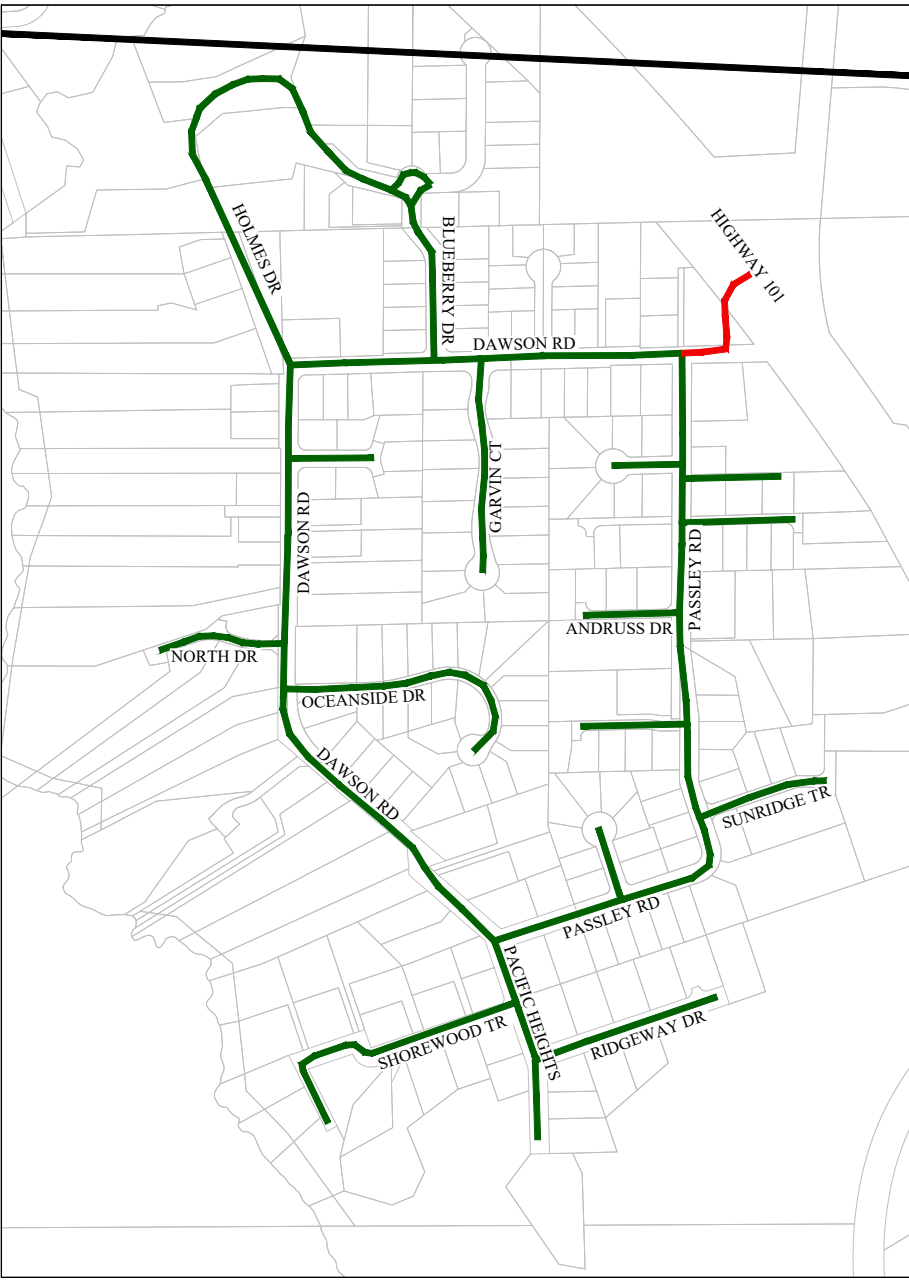 HOLMES DR
BLUEBERRY DR
HIGHWAY 101
DAWSON RD
GARVIN CT
DAWSON RD
PASSLEY RD
ANDRUSS DR
NORTH DR
OCEANSIDE DR
DAWSON RD
SUNRIDGE TR
PASSLEY RD
PACIFIC HEIGHTS
SHOREWOOD TR
RIDGEWAY DR